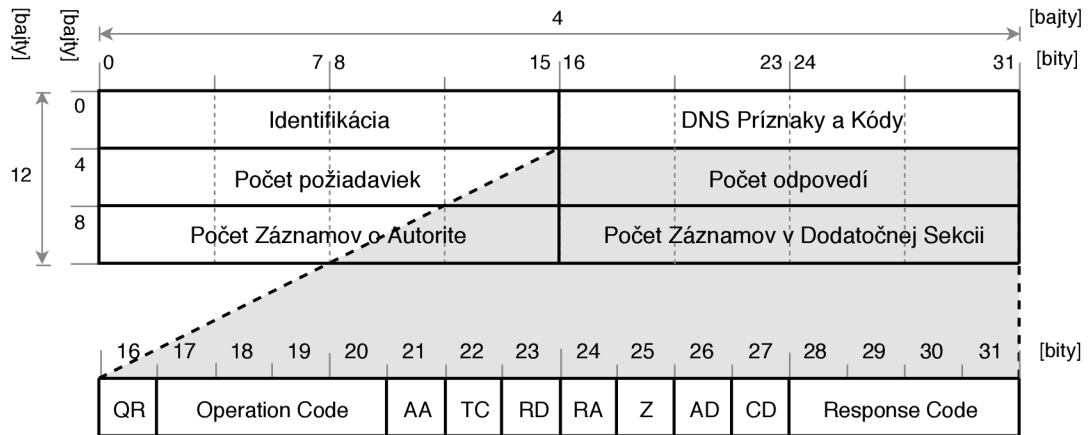 4 [bajty]
[bajty] [bajty]
0 7 8 15 16 23 24 31 [bity]
0 Identifikácia DNS Príznaky a Kódy
12 4 Počet požiadaviek Počet odpovedí
8 Počet Záznamov o Autorite Počet Záznamov v Dodatočnej Sekcii
16 17 18 19 20 21 22 23 24 25 26 27 28 29 30 31 [bity]
QR Operation Code AA TC RD RA Z AD CD Response Code